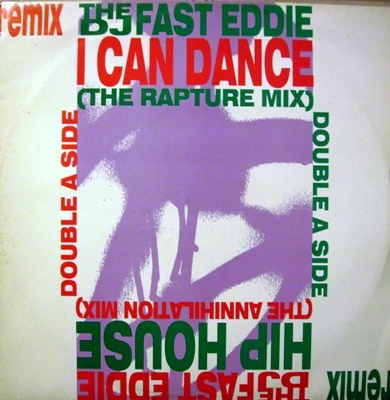 remix
THE DJ FAST EDDIE
I CAN DANCE
(THE RAPTURE MIX)
DOUBLE A SIDE
DOUBLE A SIDE
remix
THE DJ FAST EDDIE
HIP HOUSE
(THE ANNIHILATION MIX)